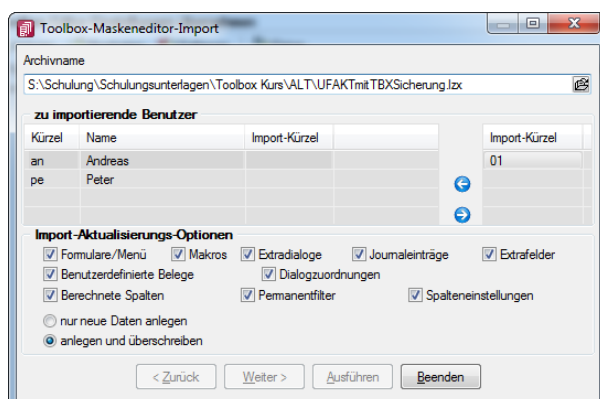 Toolbox-Maskeneditor-Import
Archivname
S:\Schulung\Schulungsunterlagen\Toolbox Kurs\ALT\UFAKTmitTBXSicherung.lzx
zu importierende Benutzer
Kürzel Name Import-Kürzel Import-Kürzel
an Andreas 01
pe Peter
Import-Aktualisierungs-Optionen
Formulare/Menü Makros Extradialoge Journaleinträge Extrafelder
Benutzerdefinierte Belege Dialogzuordnungen
Berechnete Spalten Permanentfilter Spalteneinstellungen
nur neue Daten anlegen
anlegen und überschreiben
< Zurück Weiter > Ausführen Beenden